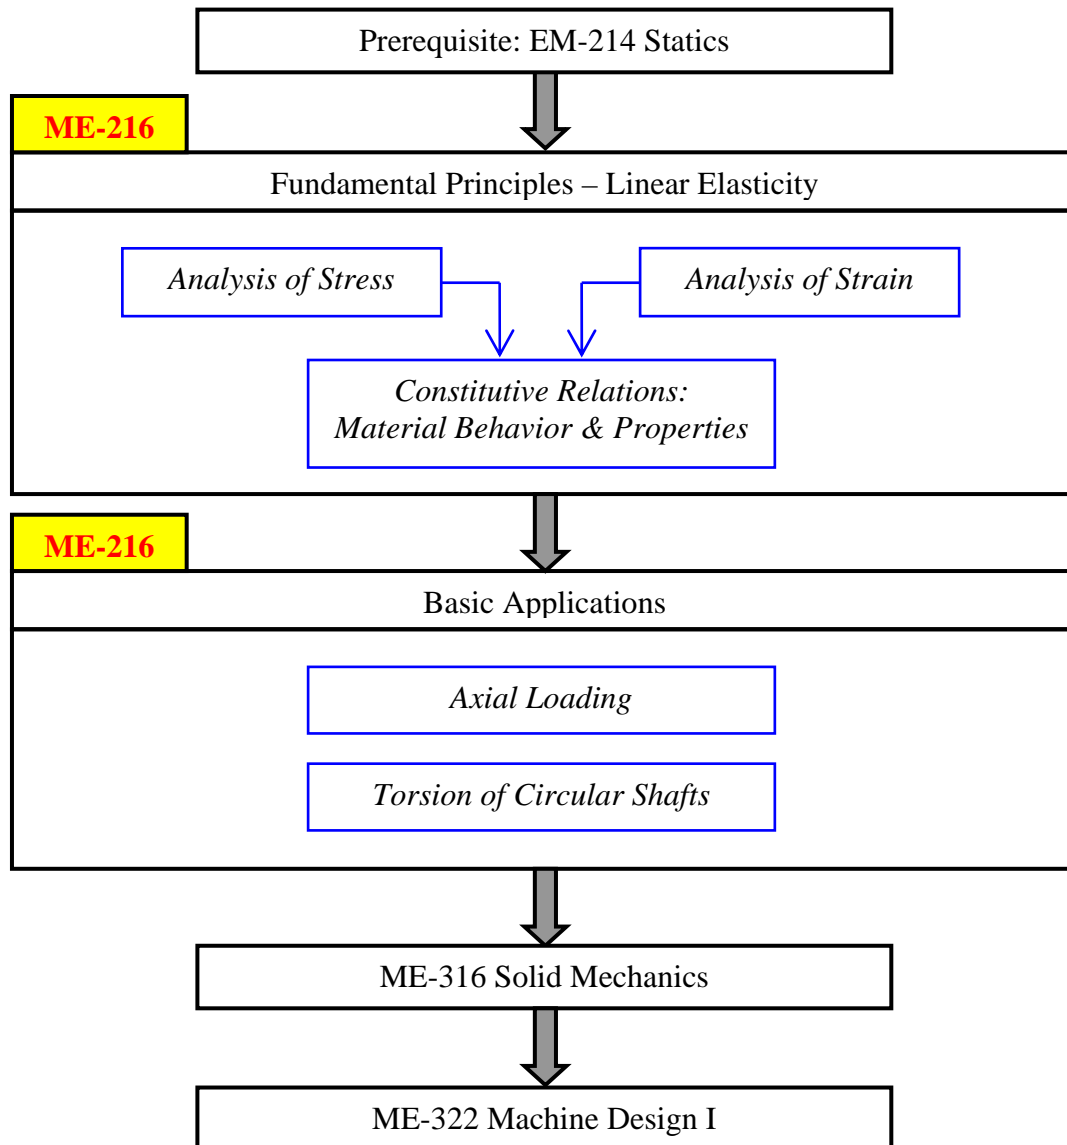 Prerequisite: EM-214 Statics
ME-216
Fundamental Principles – Linear Elasticity
Analysis of Stress
Analysis of Strain
Constitutive Relations:
Material Behavior & Properties
ME-216
Basic Applications
Axial Loading
Torsion of Circular Shafts
ME-316 Solid Mechanics
ME-322 Machine Design I